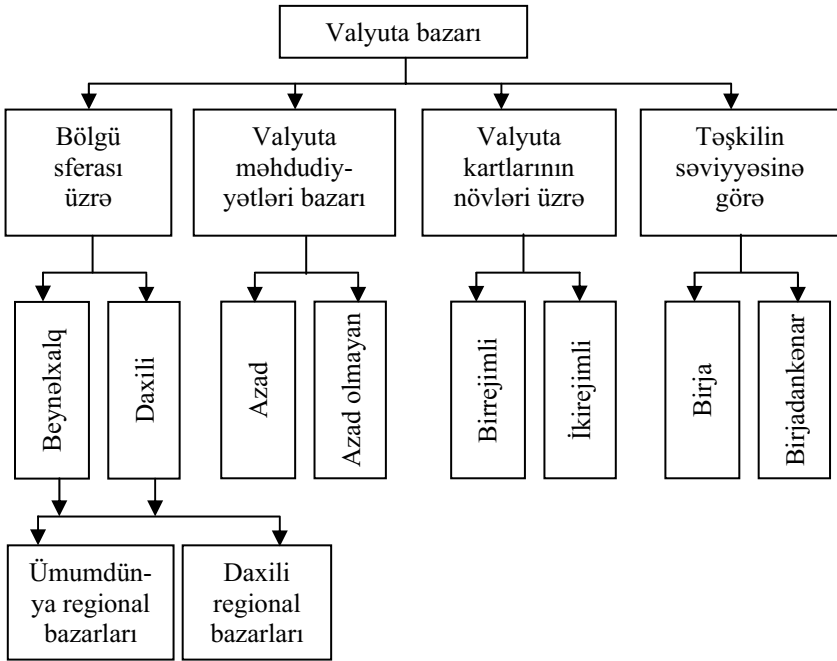 Valyuta bazarı
Bölgü
sferası
üzrə
Valyuta
məhdudiy-
yətləri bazarı
Valyuta
kartlarının
növləri üzrə
Təşkilin
səviyyəsinə
görə
Beynəlxalq
Daxili
Azad
Azad olmayan
Birrejimli
İkirejimli
Birja
Birjadankənar
Ümumdün-
ya regional
bazarları
Daxili
regional
bazarları